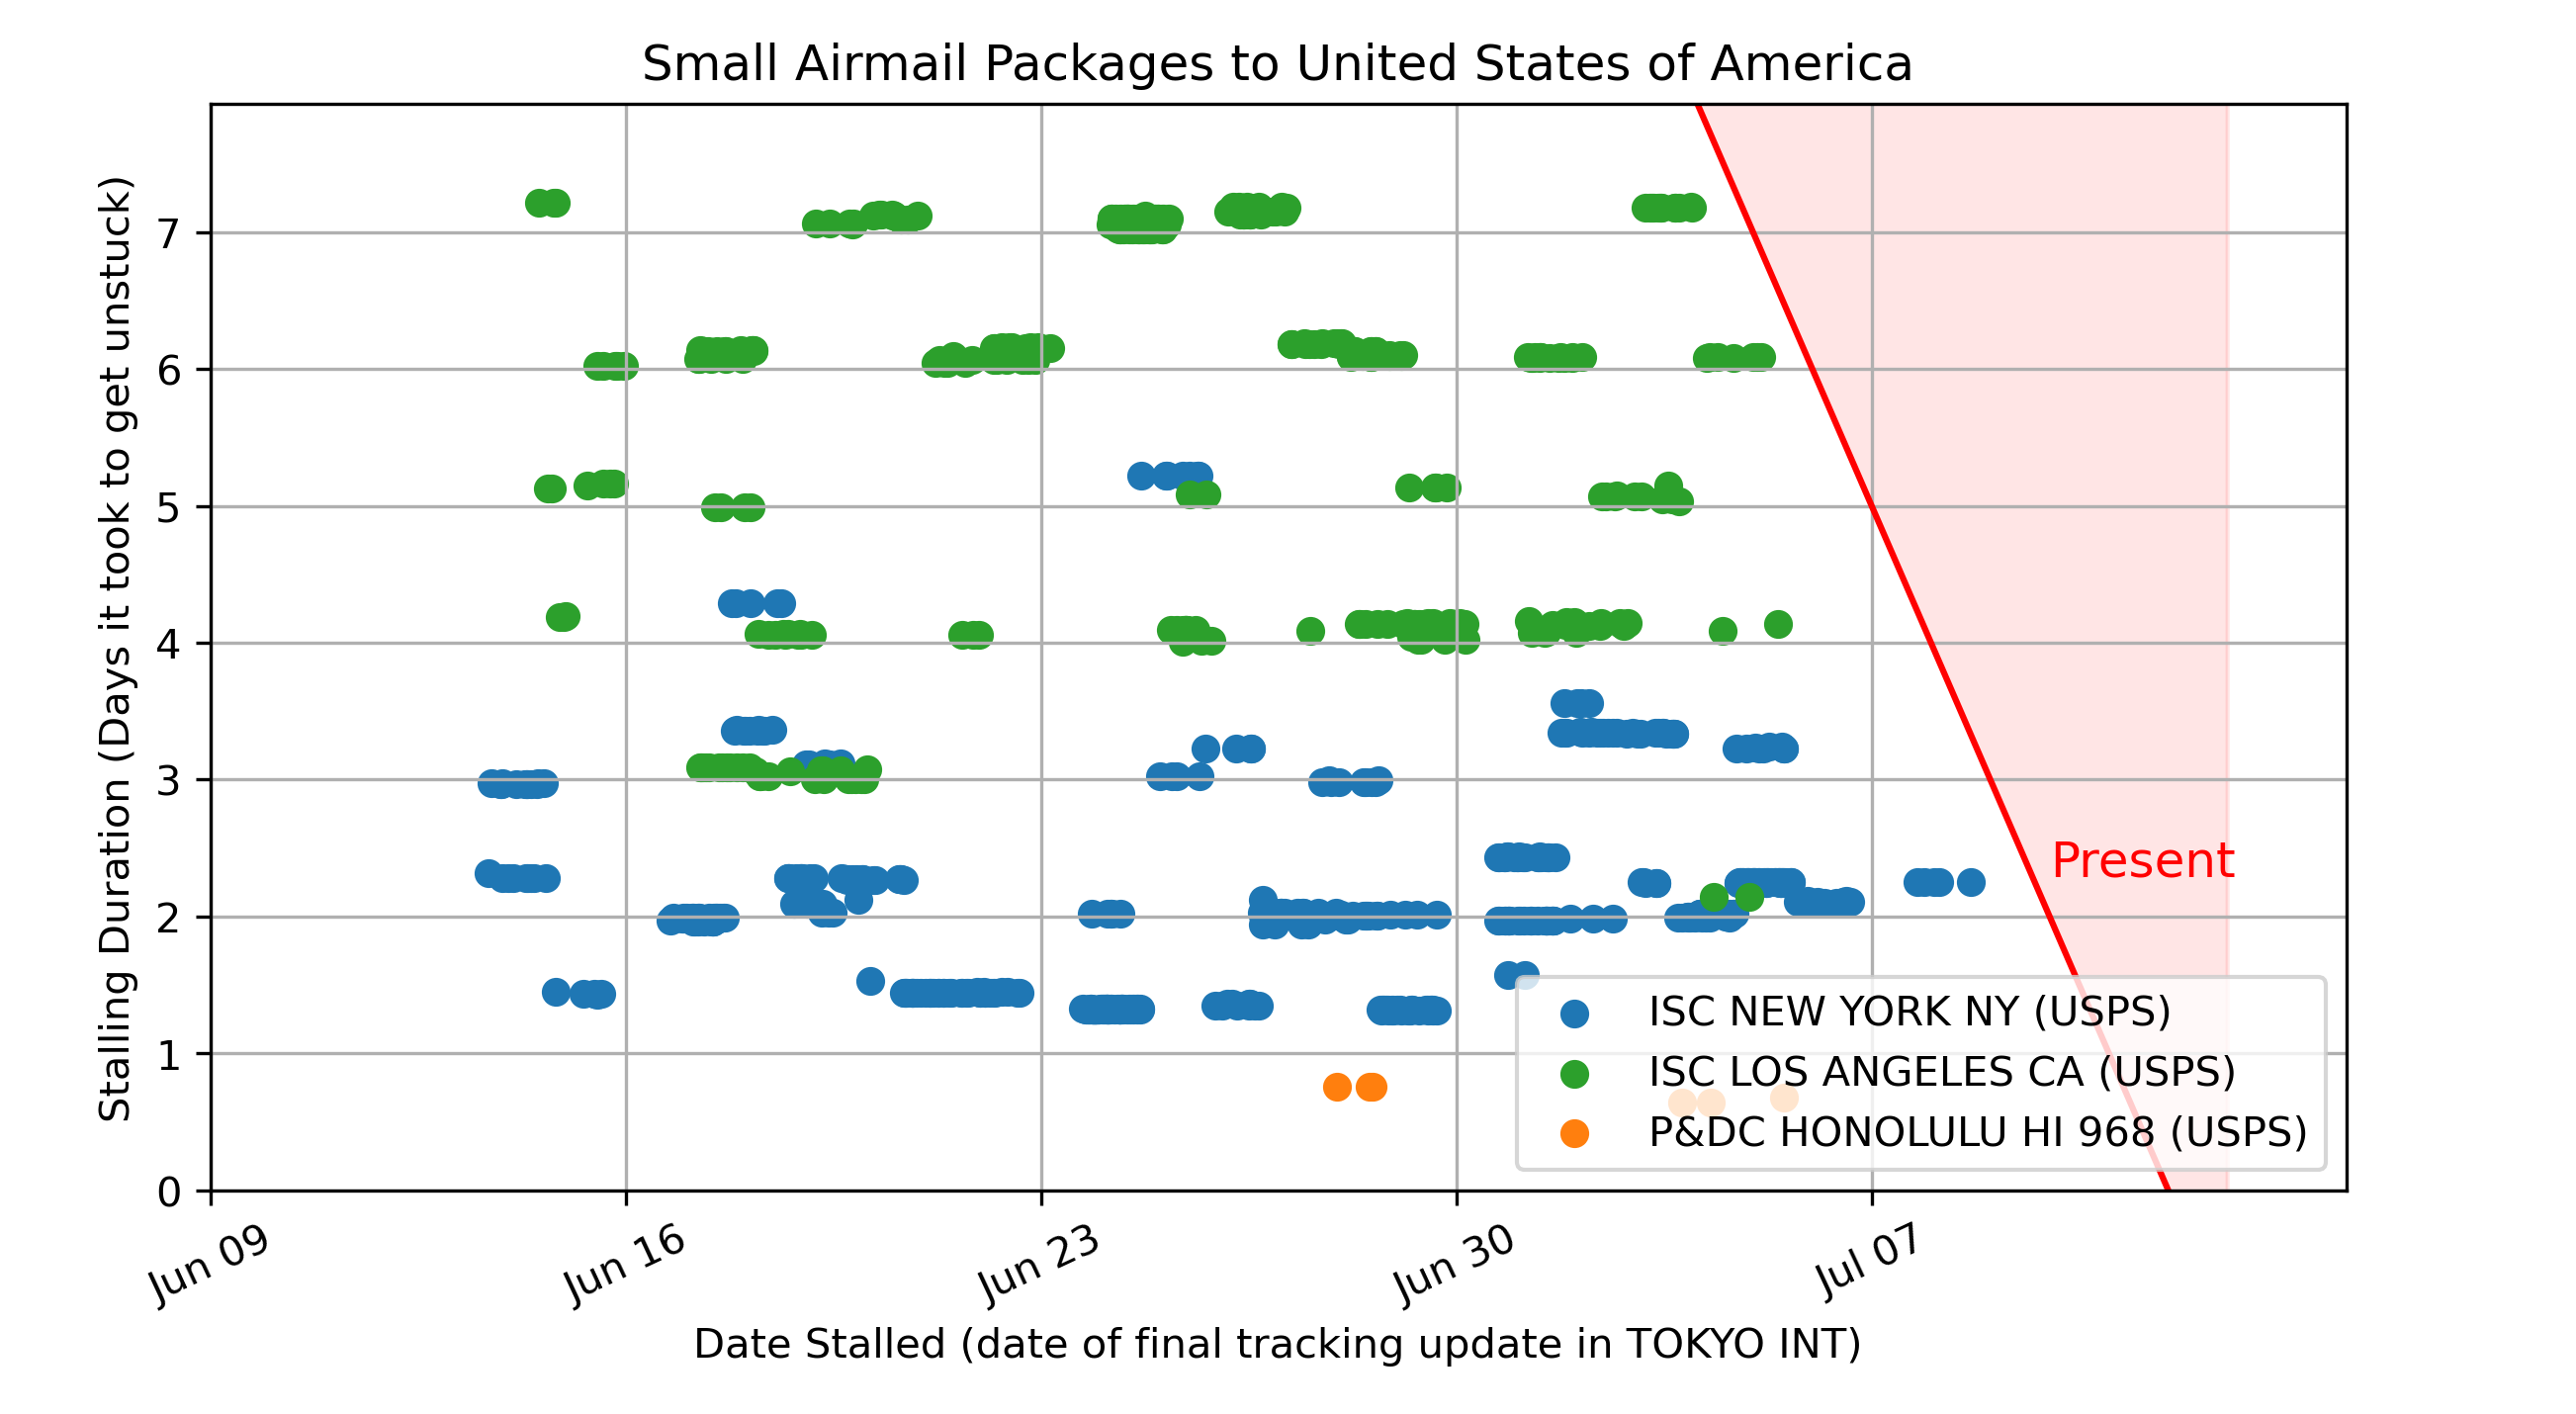 Small Airmail Packages to United States of America
Stalling Duration (Days it took to get unstuck)
7
6
5
4
3
2
1
0
Present
ISC NEW YORK NY (USPS)
ISC LOS ANGELES CA (USPS)
P&DC HONOLULU HI 968 (USPS)
Jun 09
Jun 16
Jun 23
Jun 30
Jul 07
Date Stalled (date of final tracking update in TOKYO INT)